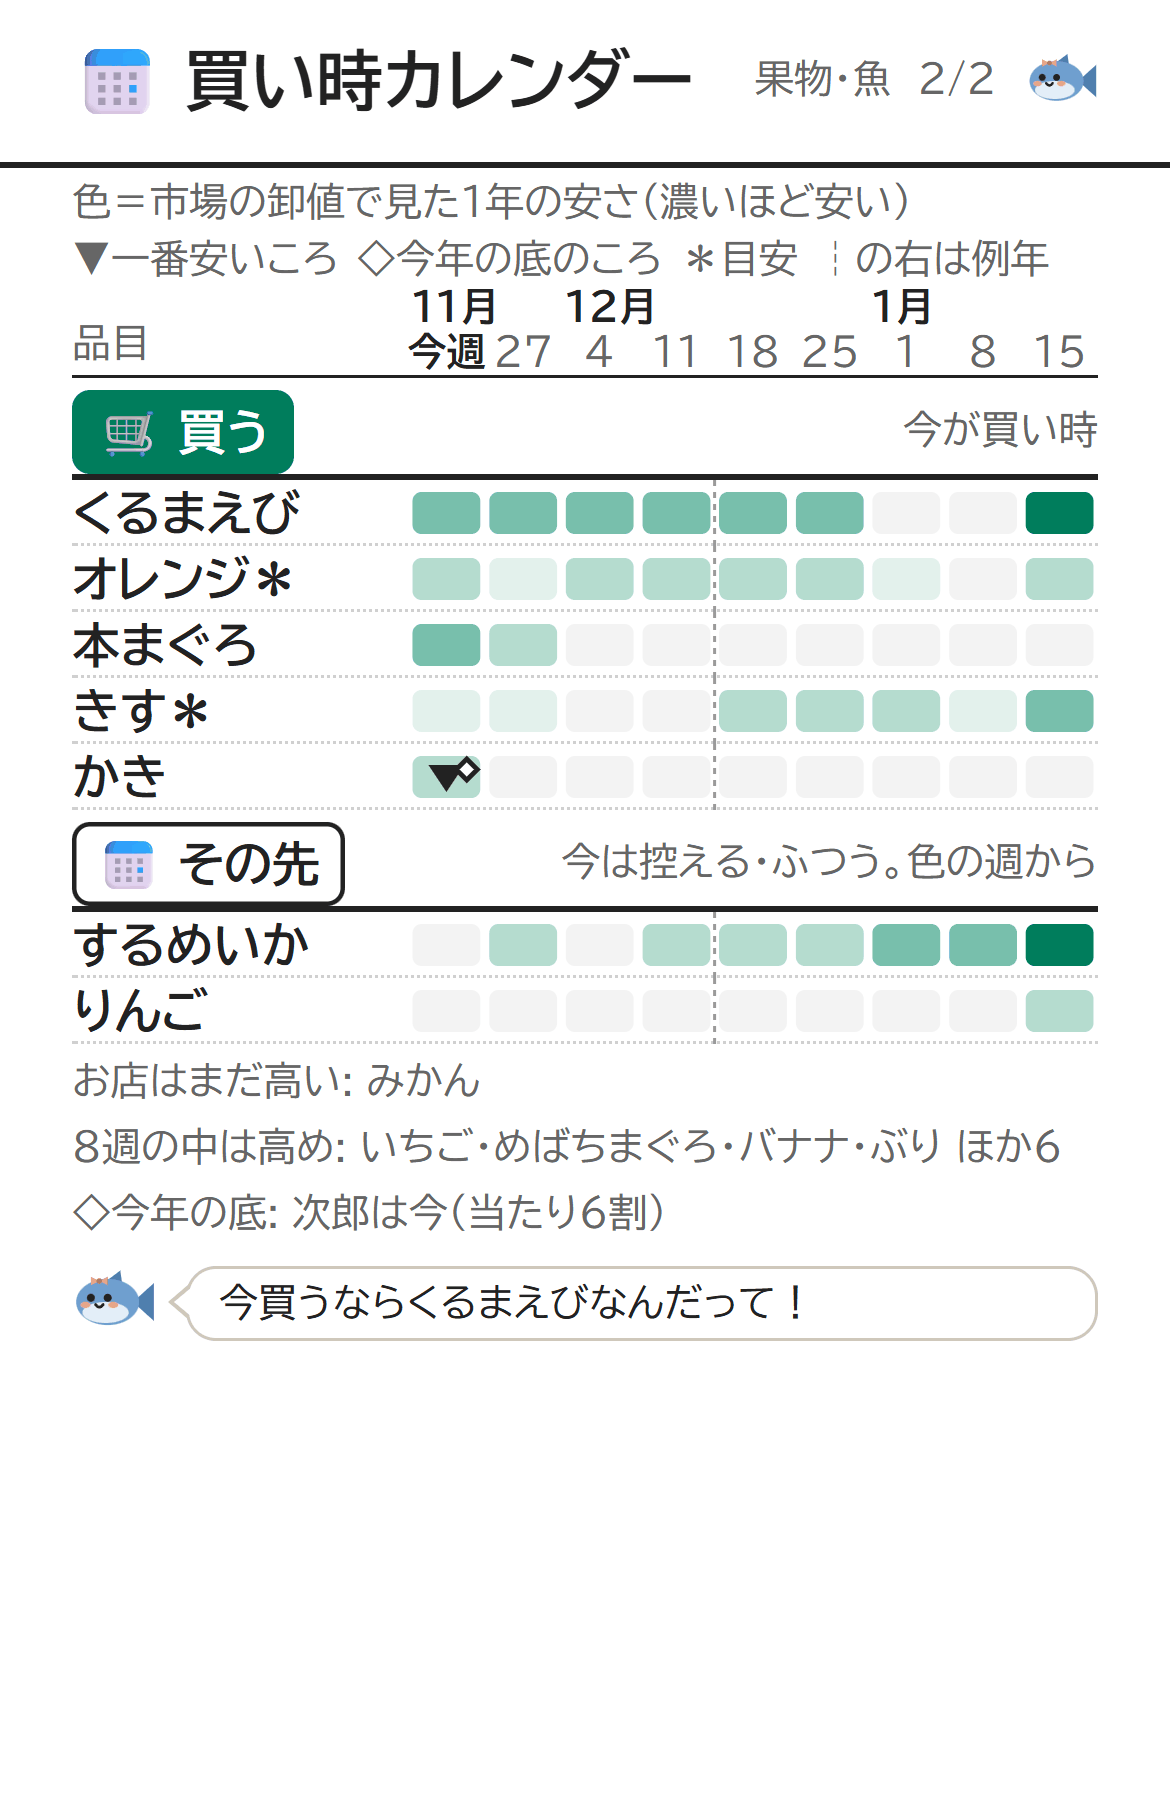 買い時カレンダー 果物・魚 2/2
色＝市場の卸値で見た1年の安さ（濃いほど安い）
▼一番安いころ ◇今年の底のころ ＊目安 ┆の右は例年
11月 12月 1月
品目 今週 27 4 11 18 25 1 8 15
買う 今が買い時
くるまえび
オレンジ＊
本まぐろ
きす＊
かき ▼◇
その先 今は控える・ふつう。色の週から
するめいか
りんご
お店はまだ高い: みかん
8週の中は高め: いちご・めばちまぐろ・バナナ・ぶり ほか6
◇今年の底: 次郎は今（当たり6割）
今買うならくるまえびなんだって！